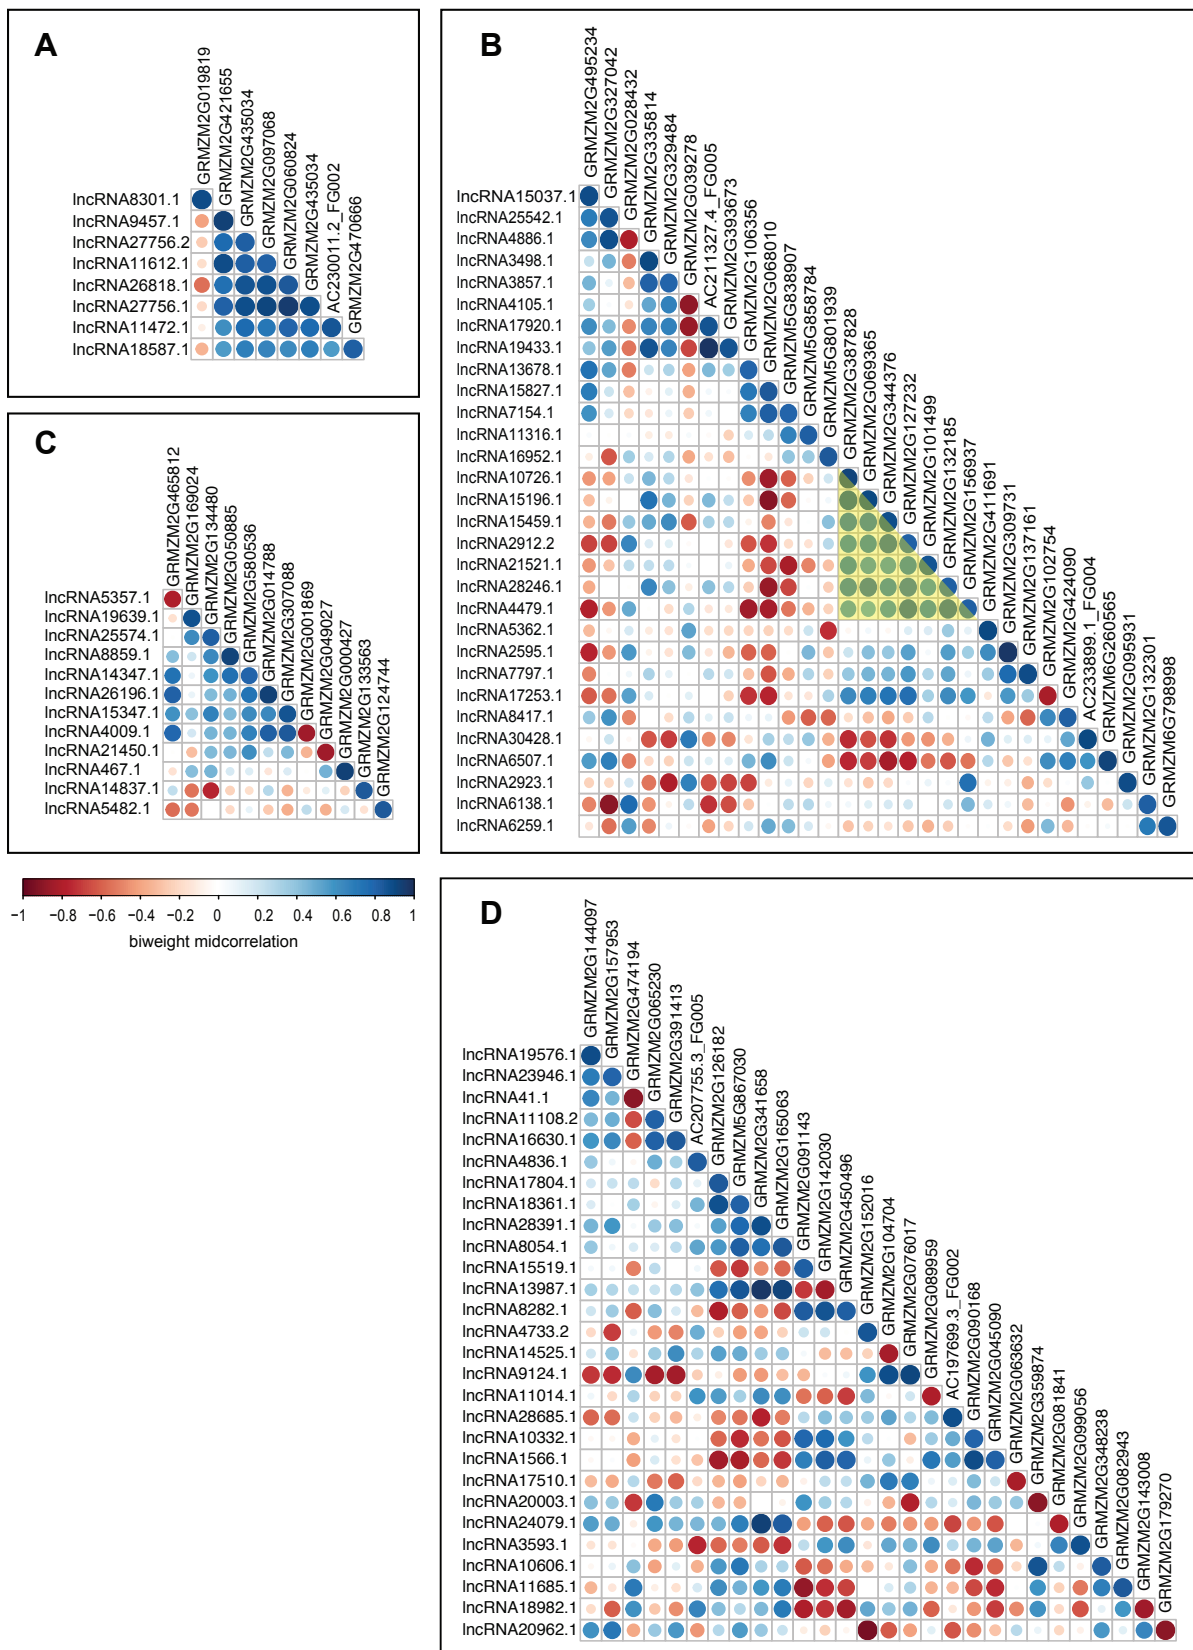 A
GRMZM2G019819
GRMZM2G421655
GRMZM2G435034
GRMZM2G097068
GRMZM2G060824
GRMZM2G435034
AC230011.2_FG002
GRMZM2G470666
lncRNA8301.1
lncRNA9457.1
lncRNA27756.2
lncRNA11612.1
lncRNA26818.1
lncRNA27756.1
lncRNA11472.1
lncRNA18587.1
B
GRMZM2G495234
GRMZM2G327042
GRMZM2G028432
GRMZM2G335814
GRMZM2G329484
GRMZM2G039278
AC211327.4_FG005
GRMZM2G393673
GRMZM2G106356
GRMZM2G068010
GRMZM5G838907
GRMZM5G858784
GRMZM5G801939
GRMZM2G387828
GRMZM2G069365
GRMZM2G344376
GRMZM2G127232
GRMZM2G101499
GRMZM2G132185
GRMZM2G156937
GRMZM2G411691
GRMZM2G309731
GRMZM2G137161
GRMZM2G102754
GRMZM2G424090
AC233899.1_FG004
GRMZM6G260565
GRMZM2G095931
GRMZM2G132301
GRMZM6G798998
lncRNA15037.1
lncRNA25542.1
lncRNA4886.1
lncRNA3498.1
lncRNA3857.1
lncRNA4105.1
lncRNA17920.1
lncRNA19433.1
lncRNA13678.1
lncRNA15827.1
lncRNA7154.1
lncRNA11316.1
lncRNA16952.1
lncRNA10726.1
lncRNA15196.1
lncRNA15459.1
lncRNA2912.2
lncRNA21521.1
lncRNA28246.1
lncRNA4479.1
lncRNA5362.1
lncRNA2595.1
lncRNA7797.1
lncRNA17253.1
lncRNA8417.1
lncRNA30428.1
lncRNA6507.1
lncRNA2923.1
lncRNA6138.1
lncRNA6259.1
C
GRMZM2G465812
GRMZM2G169024
GRMZM2G134480
GRMZM2G050885
GRMZM2G580536
GRMZM2G014788
GRMZM2G307088
GRMZM2G001869
GRMZM2G049027
GRMZM2G000427
GRMZM2G133563
GRMZM2G124744
lncRNA5357.1
lncRNA19639.1
lncRNA25574.1
lncRNA8859.1
lncRNA14347.1
lncRNA26196.1
lncRNA15347.1
lncRNA4009.1
lncRNA21450.1
lncRNA467.1
lncRNA14837.1
lncRNA5482.1
−1 −0.8 −0.6 −0.4 −0.2 0 0.2 0.4 0.6 0.8 1
biweight midcorrelation
D
GRMZM2G144097
GRMZM2G157953
GRMZM2G474194
GRMZM2G065230
GRMZM2G391413
AC207755.3_FG005
GRMZM2G126182
GRMZM5G867030
GRMZM2G341658
GRMZM2G165063
GRMZM2G091143
GRMZM2G142030
GRMZM2G450496
GRMZM2G152016
GRMZM2G104704
GRMZM2G076017
GRMZM2G089959
AC197699.3_FG002
GRMZM2G090168
GRMZM2G045090
GRMZM2G063632
GRMZM2G359874
GRMZM2G081841
GRMZM2G099056
GRMZM2G348238
GRMZM2G082943
GRMZM2G143008
GRMZM2G179270
lncRNA19576.1
lncRNA23946.1
lncRNA41.1
lncRNA11108.2
lncRNA16630.1
lncRNA4836.1
lncRNA17804.1
lncRNA18361.1
lncRNA28391.1
lncRNA8054.1
lncRNA15519.1
lncRNA13987.1
lncRNA8282.1
lncRNA4733.2
lncRNA14525.1
lncRNA9124.1
lncRNA11014.1
lncRNA28685.1
lncRNA10332.1
lncRNA1566.1
lncRNA17510.1
lncRNA20003.1
lncRNA24079.1
lncRNA3593.1
lncRNA10606.1
lncRNA11685.1
lncRNA18982.1
lncRNA20962.1